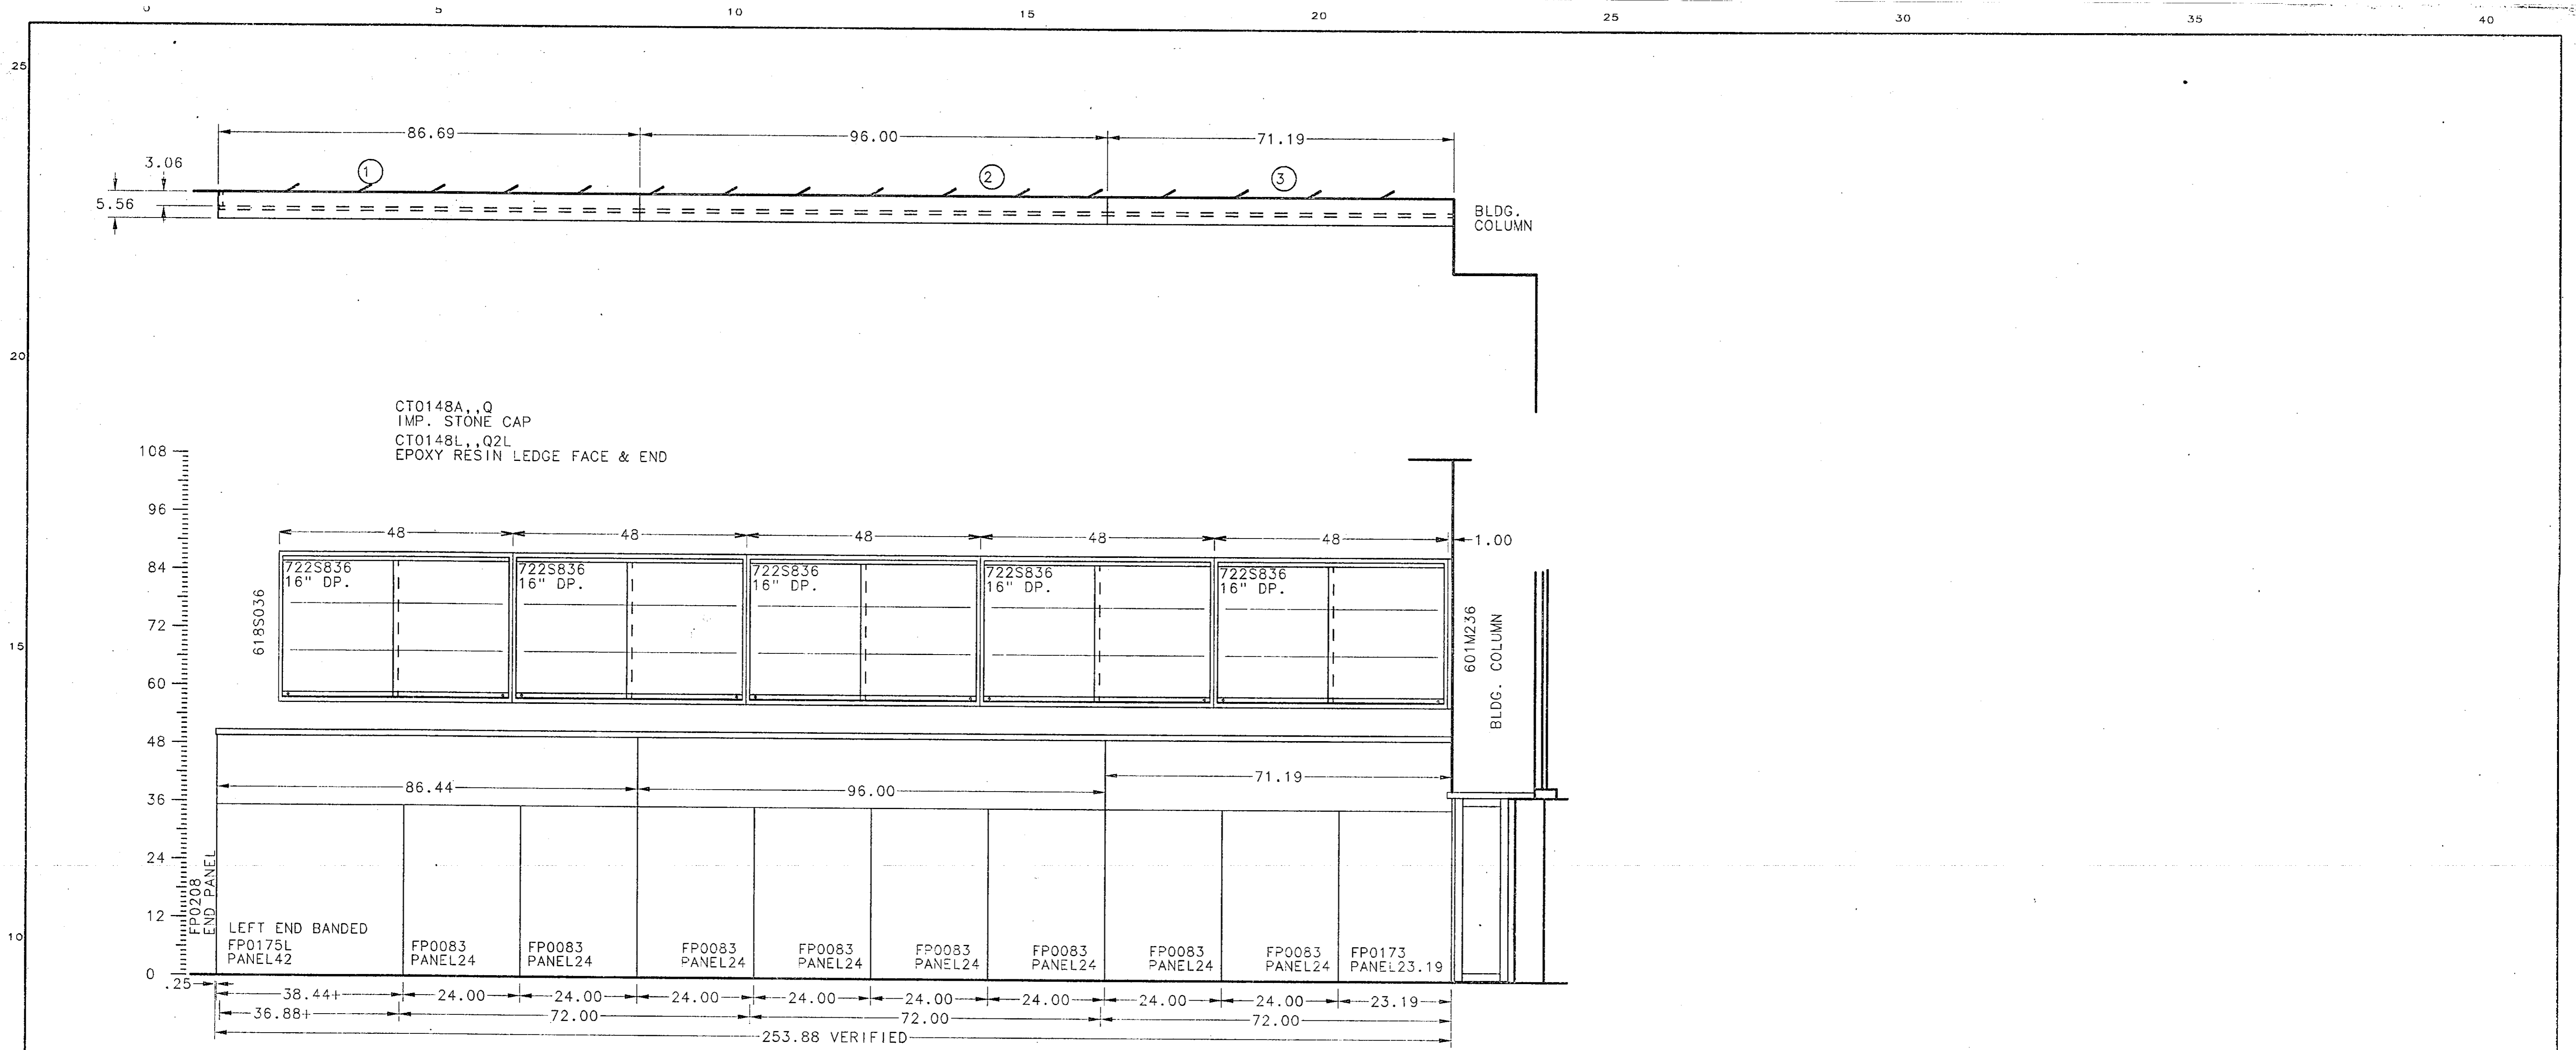 0 5 10 15 20 25 30 35 40
25
20
15
10
86.69 96.00 71.19
3.06
5.56
1 2 3
BLDG.
COLUMN
CT0148A,,Q
IMP. STONE CAP
CT0148L,,Q2L
EPOXY RESIN LEDGE FACE & END
108
96
84
72
60
48
36
24
12
0
48 48 48 48 48 1.00
722S836
16" DP.
722S836
16" DP.
722S836
16" DP.
722S836
16" DP.
722S836
16" DP.
618S036
601M236
BLDG. COLUMN
86.44 96.00 71.19
FP0208
END PANEL
LEFT END BANDED
FP0175L
PANEL42
FP0083
PANEL24
FP0083
PANEL24
FP0083
PANEL24
FP0083
PANEL24
FP0083
PANEL24
FP0083
PANEL24
FP0083
PANEL24
FP0083
PANEL24
FP0173
PANEL23.19
.25
38.44+ 24.00 24.00 24.00 24.00 24.00 24.00 24.00 24.00 23.19
36.88+ 72.00 72.00 72.00
253.88 VERIFIED